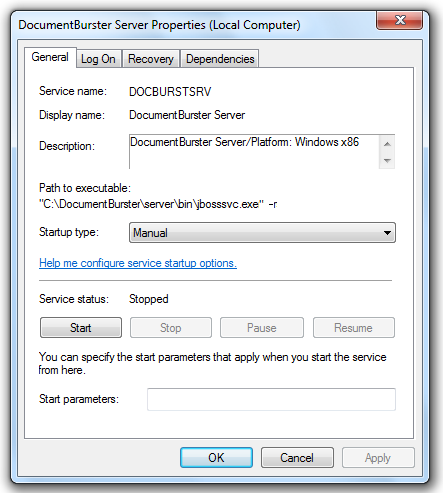 DocumentBurster Server Properties (Local Computer)
General Log On Recovery Dependencies
Service name: DOCBURSTSRV
Display name: DocumentBurster Server
Description: DocumentBurster Server/Platform: Windows x86
Path to executable:
"C:\DocumentBurster\server\bin\jbosssvc.exe" -r
Startup type: Manual
Help me configure service startup options.
Service status: Stopped
Start Stop Pause Resume
You can specify the start parameters that apply when you start the service
from here.
Start parameters:
OK Cancel Apply